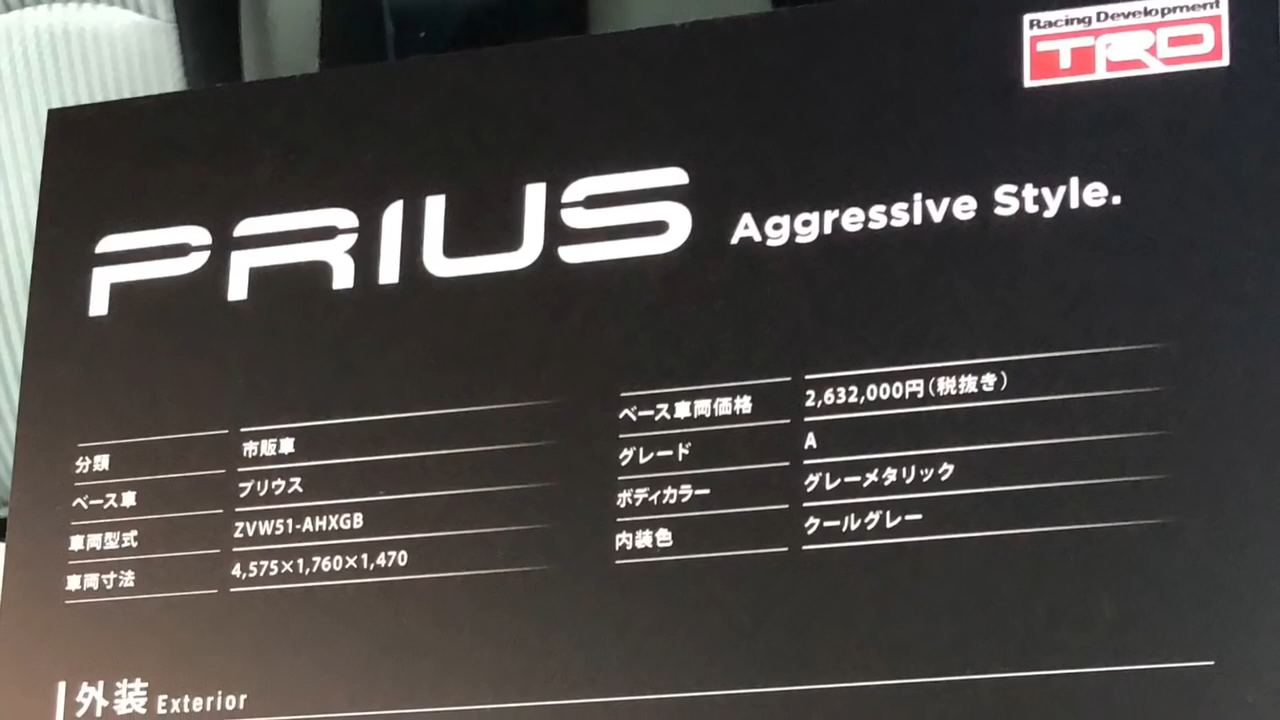 Racing Development
TRD
PRIUS Aggressive Style.
分類 市販車
ベース車 プリウス
車両型式 ZVW51-AHXGB
車両寸法 4,575×1,760×1,470
ベース車両価格 2,632,000円(税抜き)
グレード A
ボディカラー グレーメタリック
内装色 クールグレー
外装 Exterior